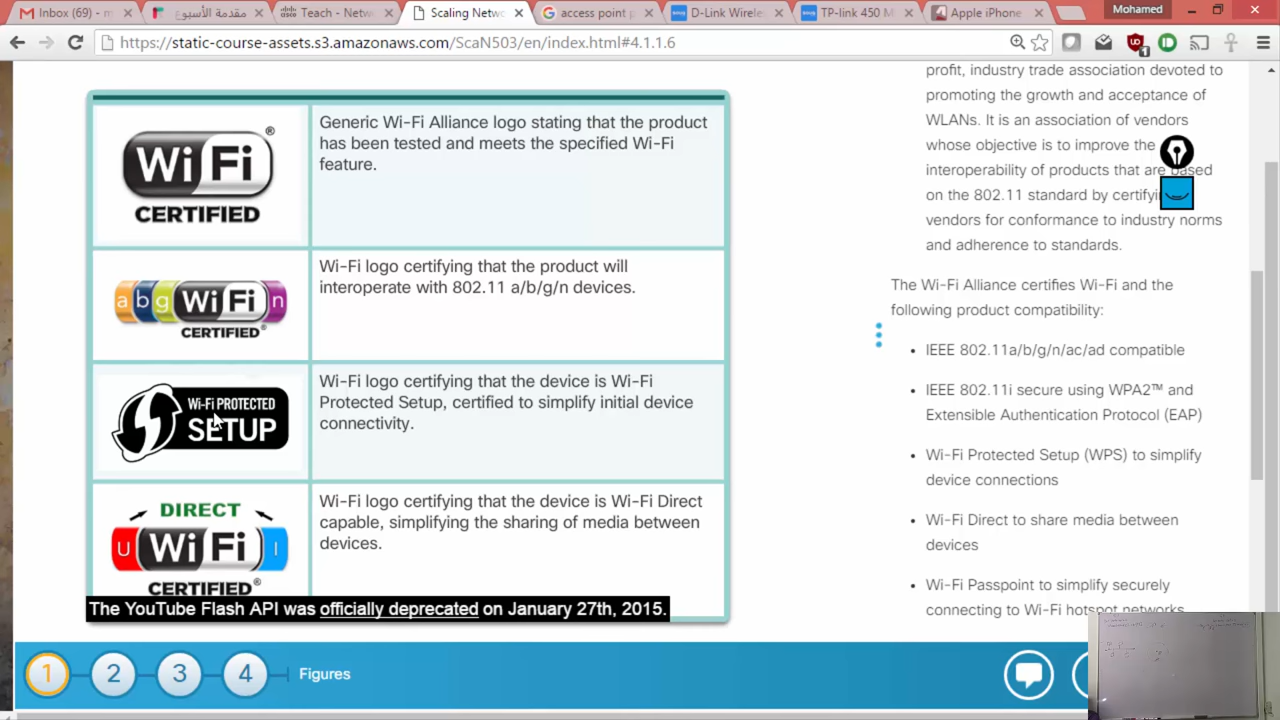 Inbox (69) - m
مقدمة الأسبوع
Teach - Netw
Scaling Netw
access point p
D-Link Wirele
TP-link 450 M
Apple iPhone
Mohamed
https://static-course-assets.s3.amazonaws.com/ScaN503/en/index.html#4.1.1.6
Wi Fi ®
CERTIFIED
Generic Wi-Fi Alliance logo stating that the product
has been tested and meets the specified Wi-Fi
feature.
a b g Wi Fi n
CERTIFIED®
Wi-Fi logo certifying that the product will
interoperate with 802.11 a/b/g/n devices.
Wi-Fi PROTECTED
SETUP
Wi-Fi logo certifying that the device is Wi-Fi
Protected Setup, certified to simplify initial device
connectivity.
DIRECT
U Wi Fi I
CERTIFIED®
Wi-Fi logo certifying that the device is Wi-Fi Direct
capable, simplifying the sharing of media between
devices.
The YouTube Flash API was officially deprecated on January 27th, 2015.
profit, industry trade association devoted to
promoting the growth and acceptance of
WLANs. It is an association of vendors
whose objective is to improve the
interoperability of products that are based
on the 802.11 standard by certifyi
vendors for conformance to industry norms
and adherence to standards.
The Wi-Fi Alliance certifies Wi-Fi and the
following product compatibility:
• IEEE 802.11a/b/g/n/ac/ad compatible
• IEEE 802.11i secure using WPA2™ and
Extensible Authentication Protocol (EAP)
• Wi-Fi Protected Setup (WPS) to simplify
device connections
• Wi-Fi Direct to share media between
devices
• Wi-Fi Passpoint to simplify securely
connecting to Wi-Fi hotspot networks
1 2 3 4 Figures